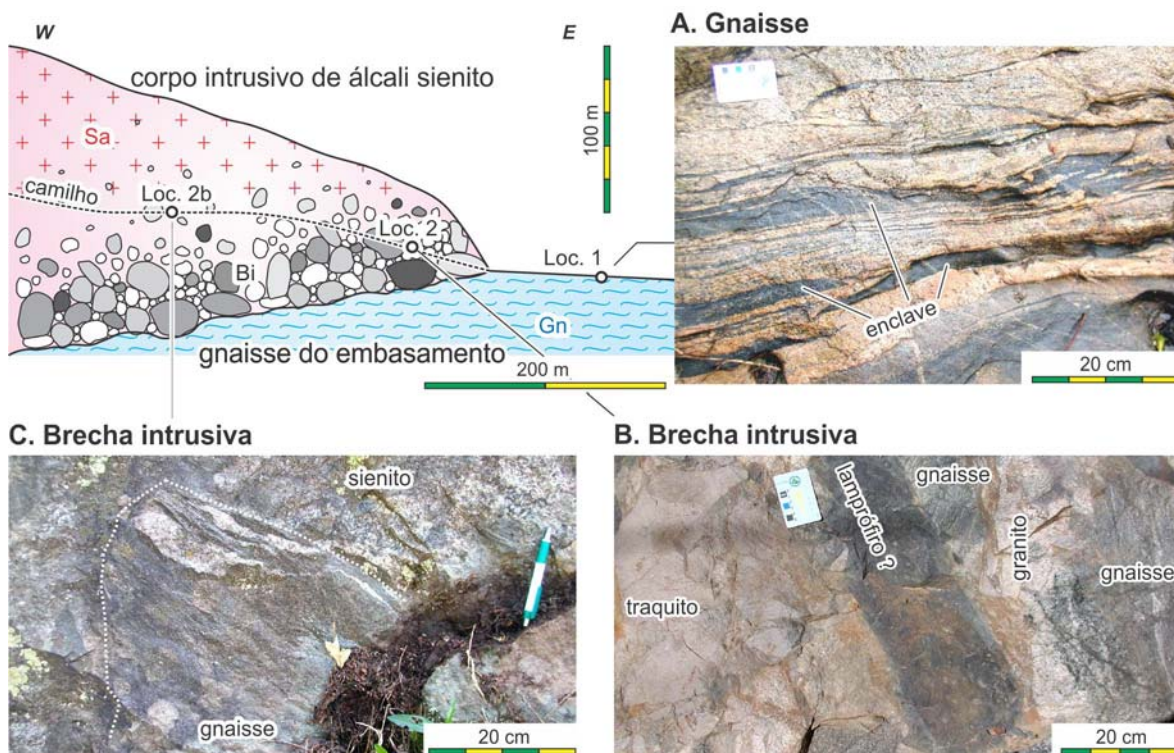 W
E
corpo intrusivo de álcali sienito
Sa
camilho
Loc. 2b
Loc. 2
Bi
Loc. 1
Gn
gnaisse do embasamento
100 m
200 m
A. Gnaisse
enclave
20 cm
C. Brecha intrusiva
sienito
gnaisse
20 cm
B. Brecha intrusiva
lamprófiro ?
gnaisse
granito
gnaisse
traquito
20 cm